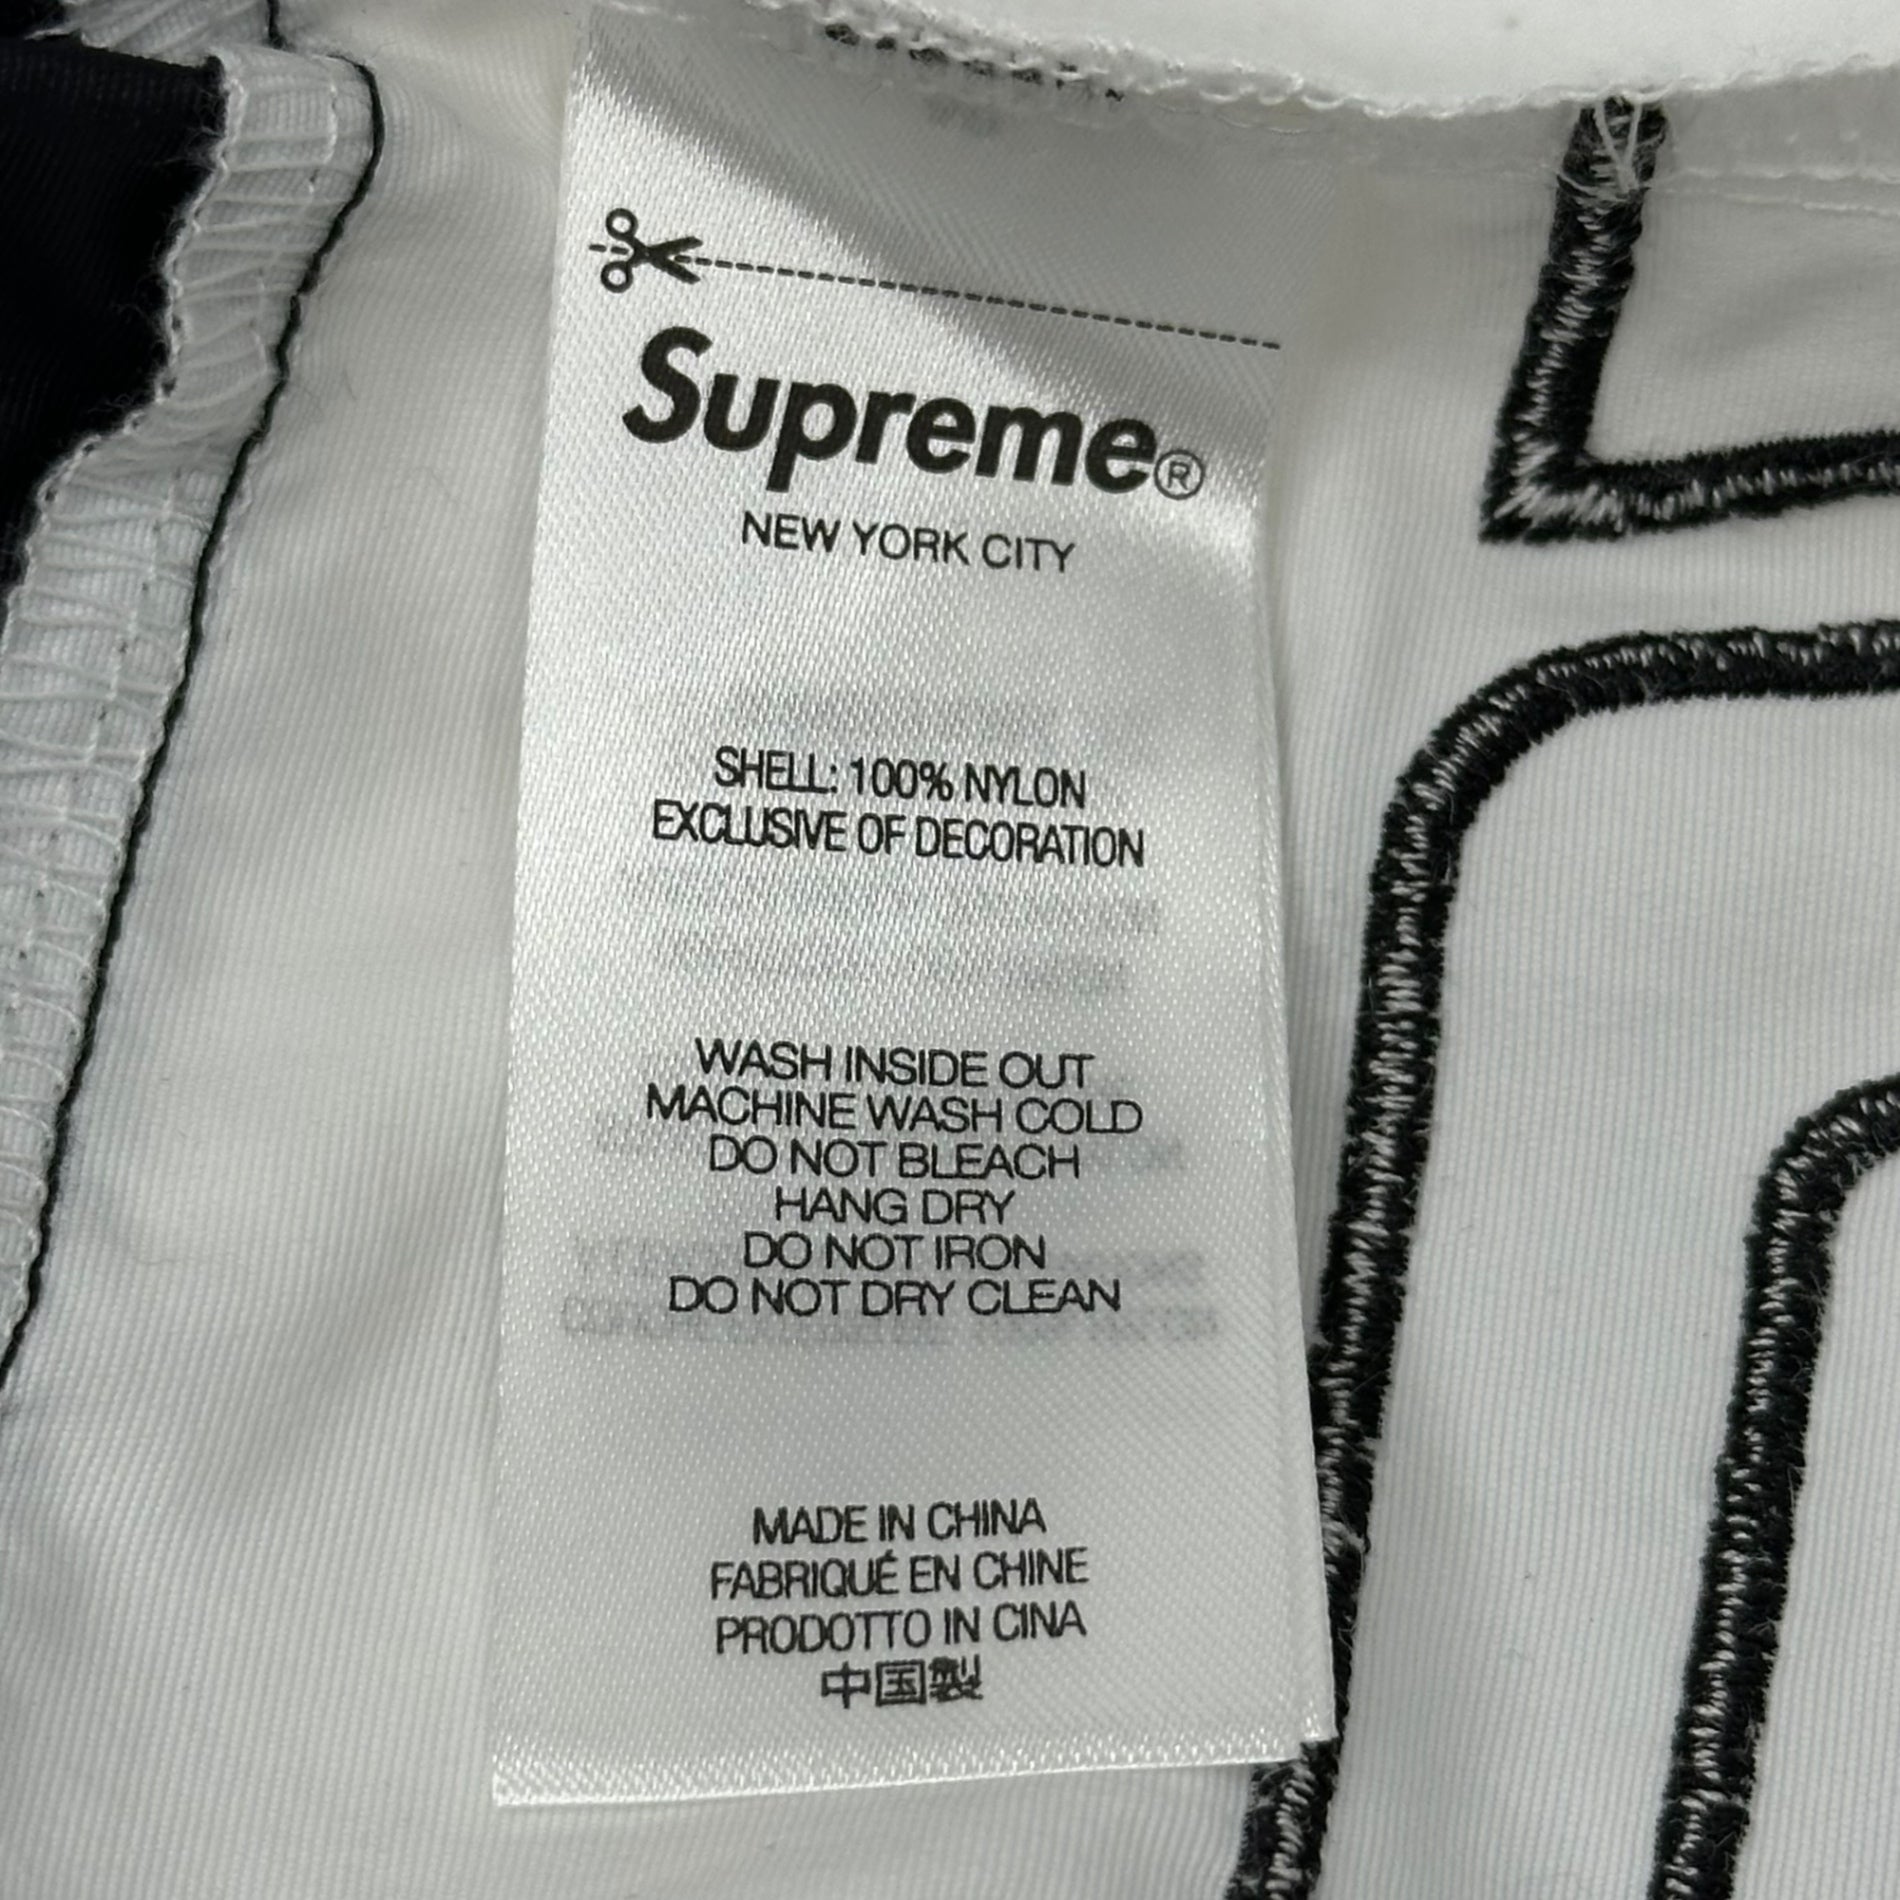 Supreme®
NEW YORK CITY
SHELL: 100% NYLON
EXCLUSIVE OF DECORATION
WASH INSIDE OUT
MACHINE WASH COLD
DO NOT BLEACH
HANG DRY
DO NOT IRON
DO NOT DRY CLEAN
MADE IN CHINA
FABRIQUÉ EN CHINE
PRODOTTO IN CINA
中国製